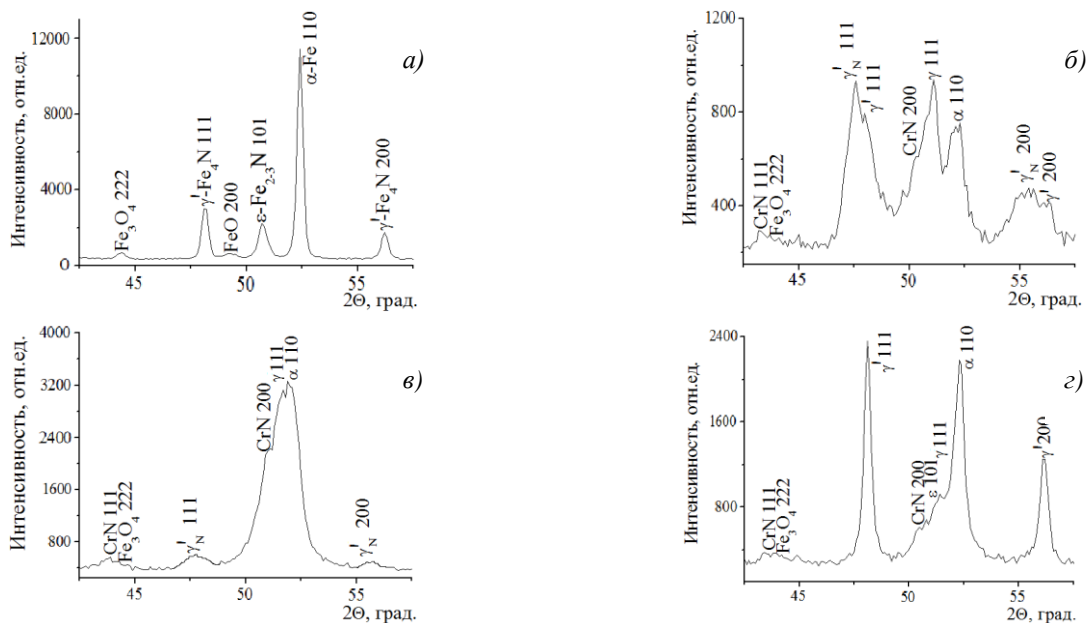 Интенсивность, отн.ед.
12000
9000
6000
3000
0
Fe3O4 222
γ'-Fe4N 111
FeO 200
ε-Fe2-3N 101
α-Fe 110
γ'-Fe4N 200
а)
45
50
55
2Θ, град.
Интенсивность, отн.ед.
1200
800
400
CrN 111
Fe3O4 222
γ'N 111
γ' 111
CrN 200
γ 111
α 110
γ'N 200
γ' 200
б)
45
50
55
2Θ, град.
Интенсивность, отн.ед.
4000
3200
2400
1600
800
CrN 111
Fe3O4 222
γ'N 111
CrN 200
γ 111
α 110
γ'N 200
в)
45
50
55
2Θ, град.
Интенсивность, отн.ед.
2400
1600
800
CrN 111
Fe3O4 222
γ' 111
CrN 200
ε 101
γ 111
α 110
γ' 200
г)
45
50
55
2Θ, град.